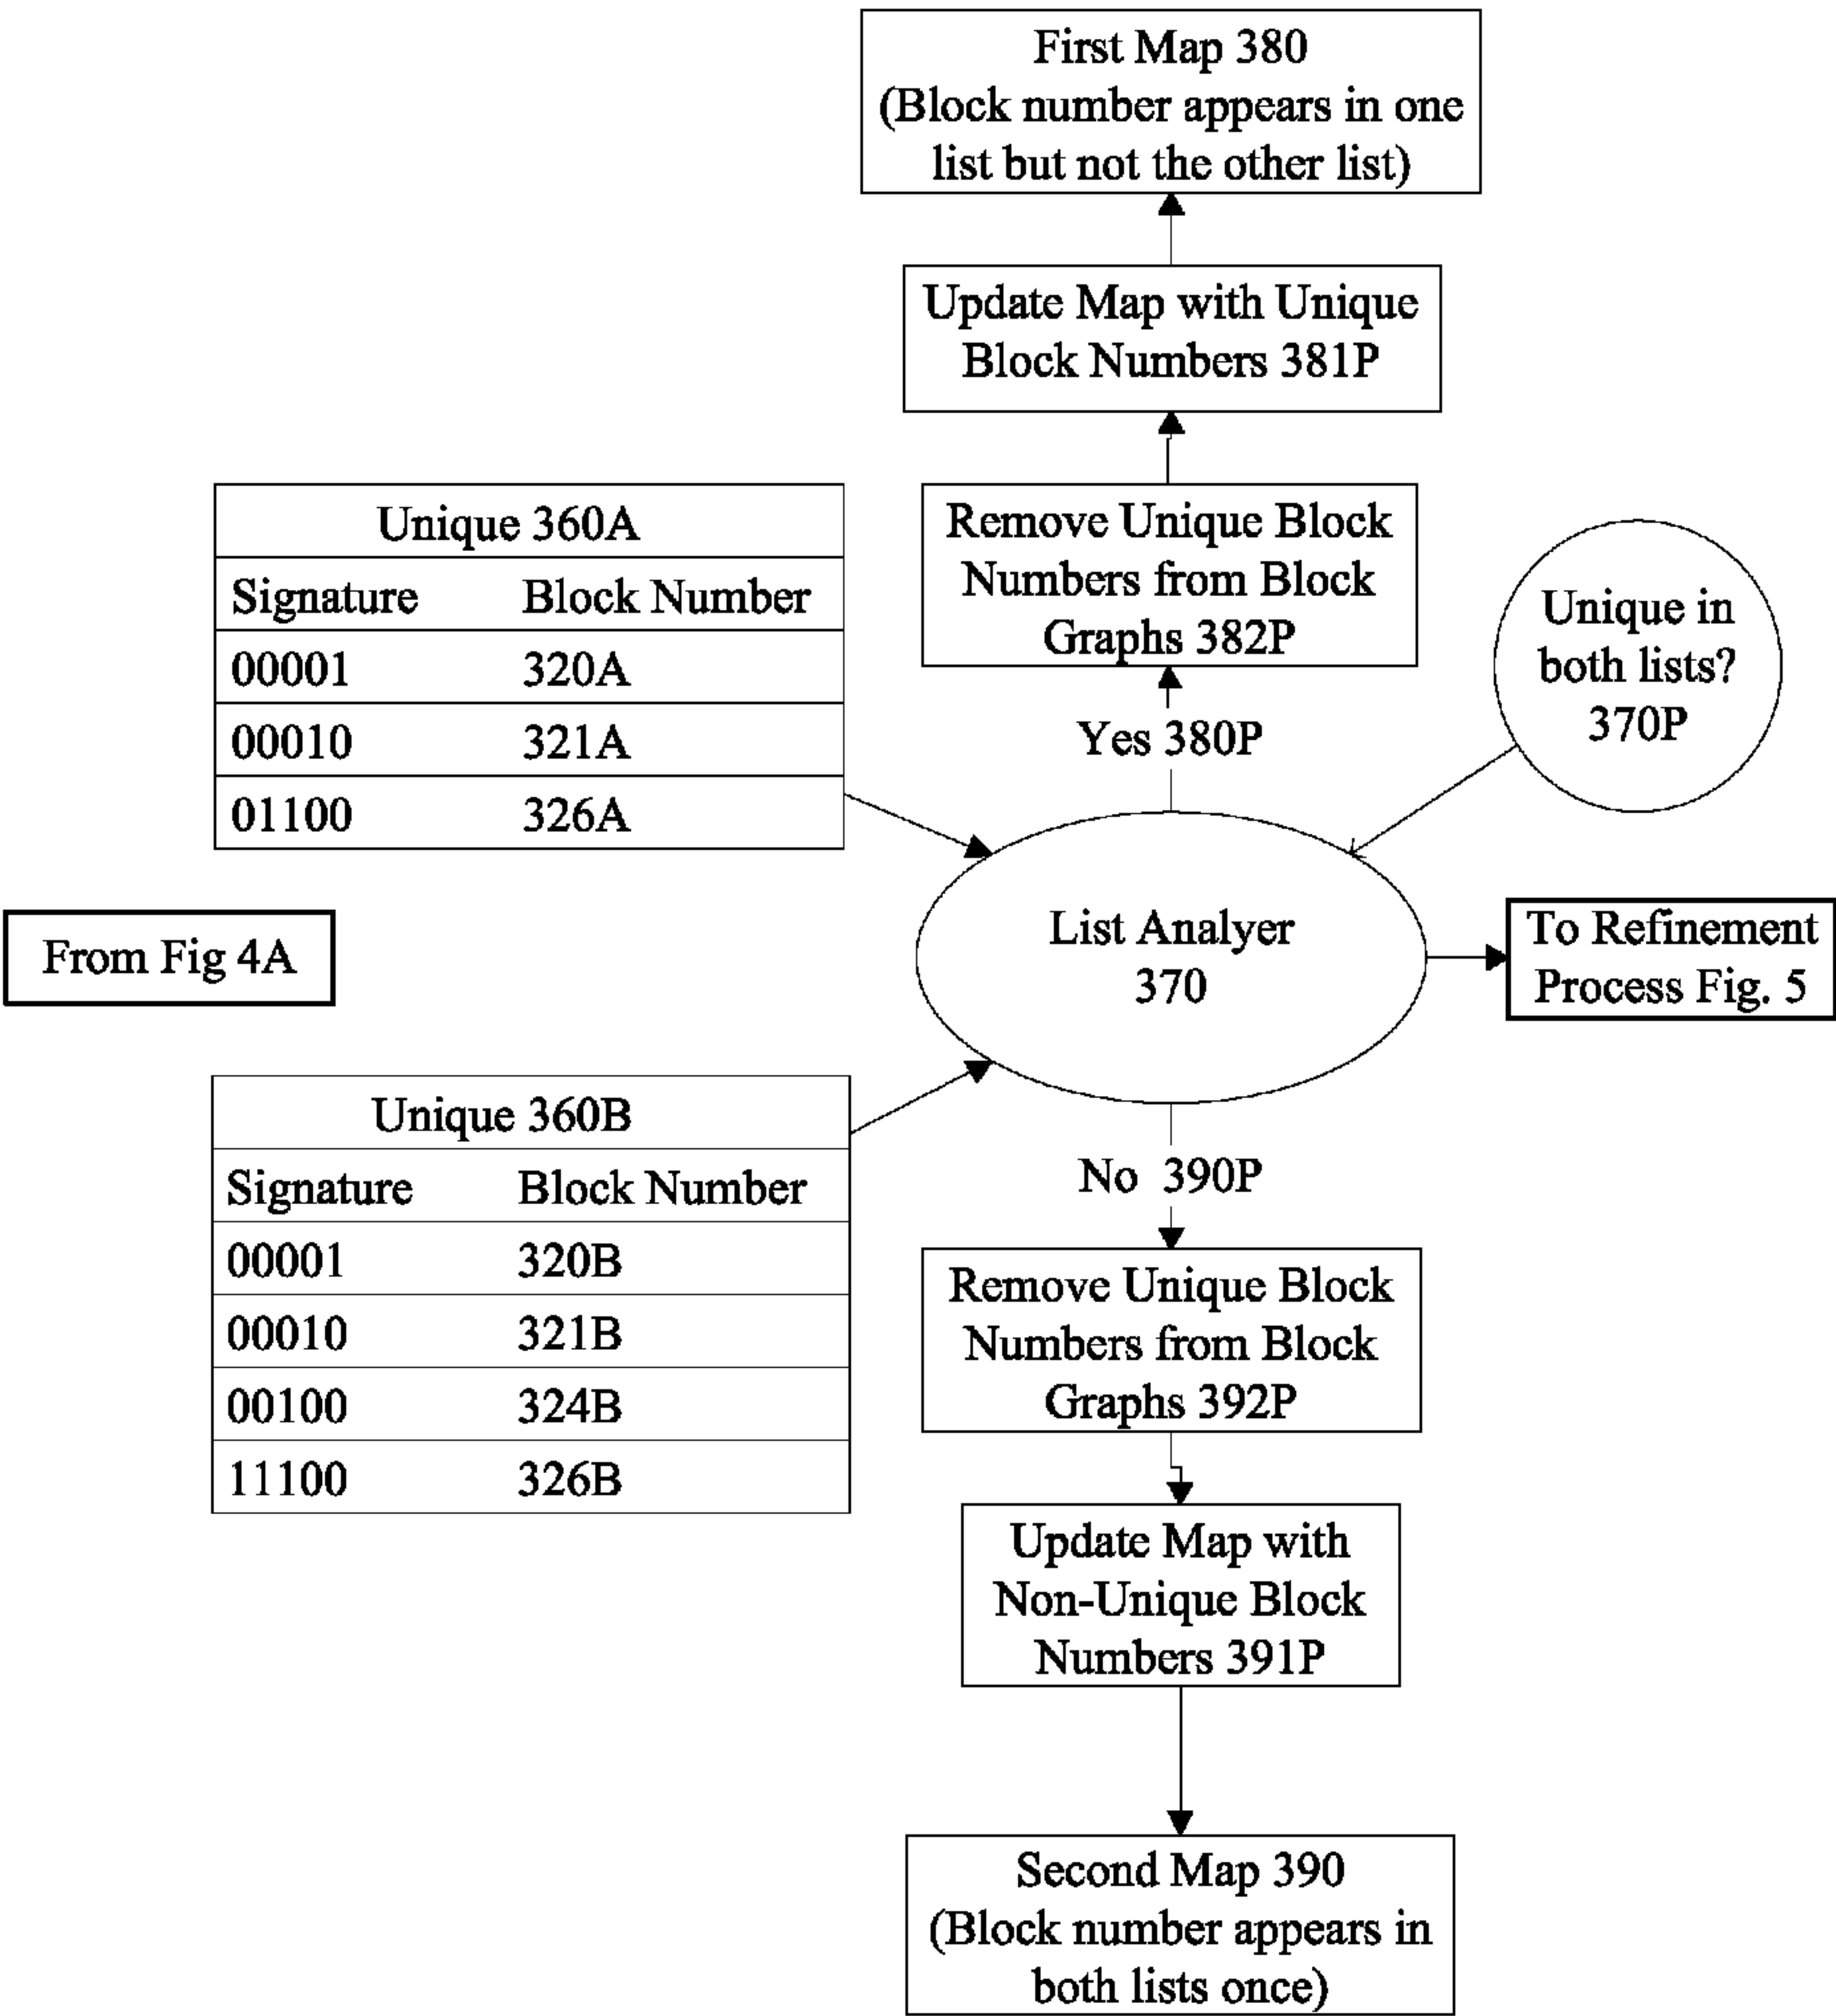 First Map 380
(Block number appears in one
list but not the other list)
Update Map with Unique
Block Numbers 381P
Remove Unique Block
Numbers from Block
Graphs 382P
Yes 380P
Unique in
both lists?
370P
Unique 360A
Signature Block Number
00001 320A
00010 321A
01100 326A
From Fig 4A
List Analyer
370
To Refinement
Process Fig. 5
Unique 360B
Signature Block Number
00001 320B
00010 321B
00100 324B
11100 326B
No 390P
Remove Unique Block
Numbers from Block
Graphs 392P
Update Map with
Non-Unique Block
Numbers 391P
Second Map 390
(Block number appears in
both lists once)